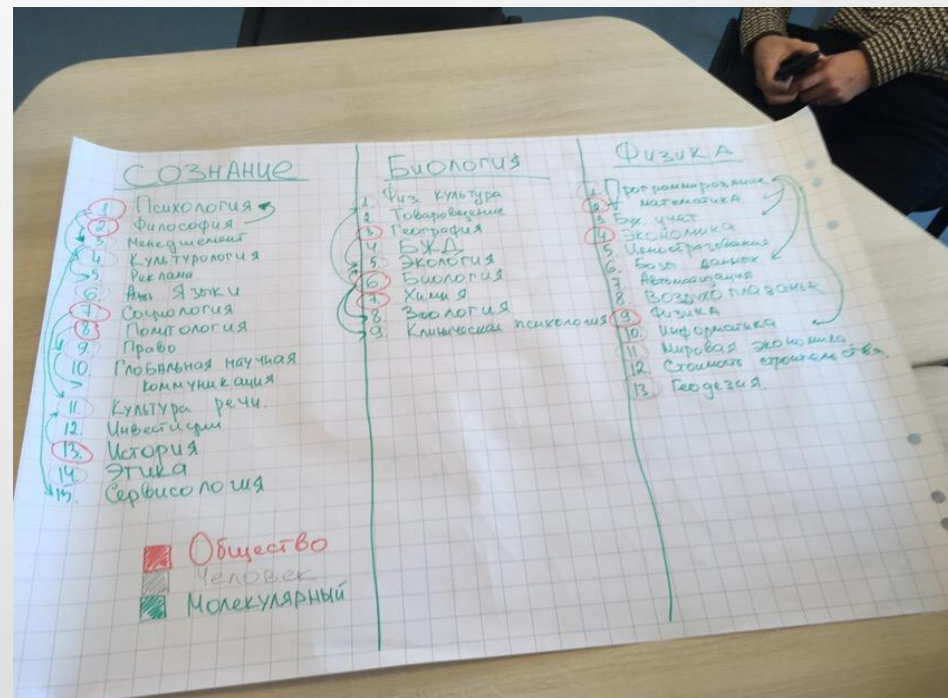 СОЗНАНИЕ
1. Психология
2. Философия
3. Менеджмент
4. Культурология
5. Реклама
6. Языки
7. Социология
8. Политология
9. Право
10. Глобальная научная
коммуникация
11. Культура речи.
12. Инвестиции
13. История
14. Этика
15. Сервисология
Общество
Человек
Молекулярный
Биология
1. Физ. культура
2. Товароведение
3. География
4 БЖД
5. Экология
6 Биология
7. Химия
8 Зоология
9. Клиническая психология
Физика
1. Программирование
2. математика
3 Бух. учет
4. Экономика
5.
6. Базы данных
7. Автоматизация
8
9. Физика
10. Информатика
11 Мировая экономика
12. Стоимость строительства
13. Геодезия.